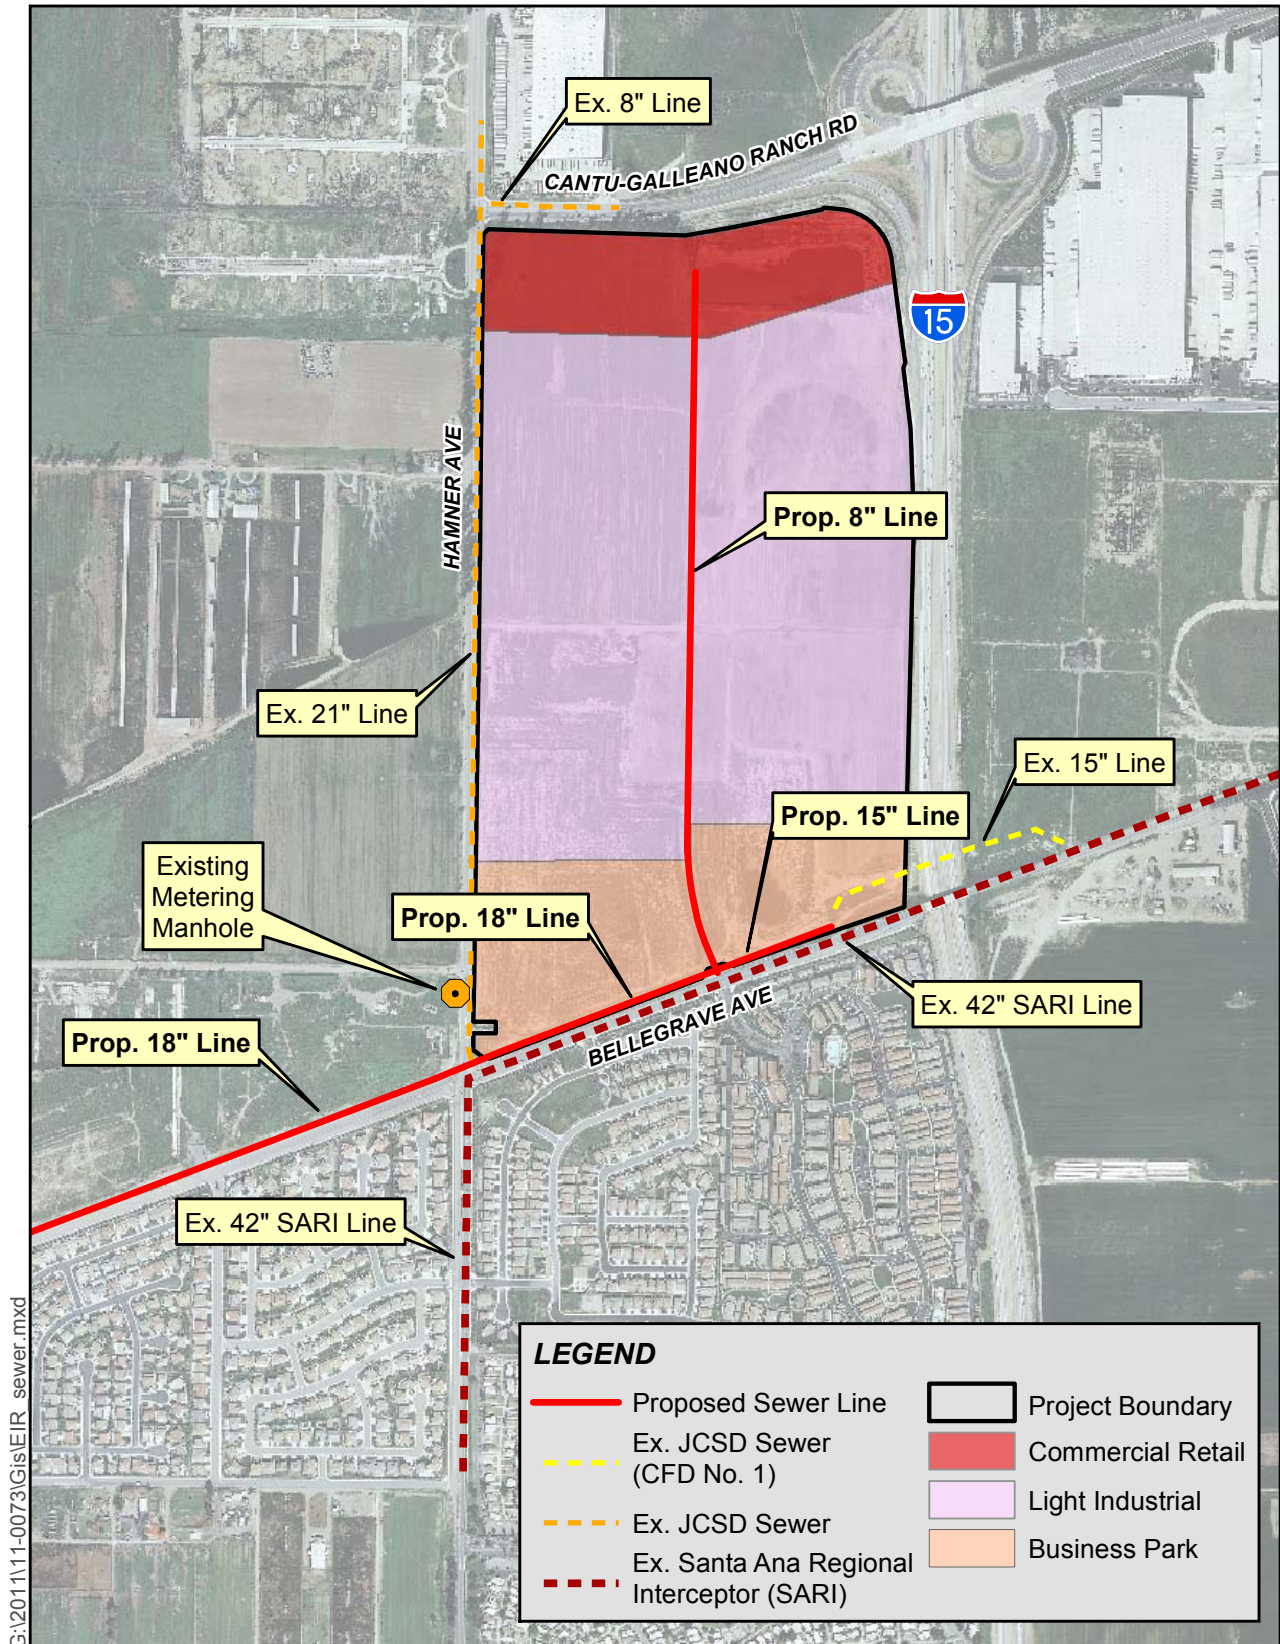 Ex. 8" Line
CANTU-GALLEANO RANCH RD
15
HAMNER AVE
Prop. 8" Line
Ex. 21" Line
Ex. 15" Line
Prop. 15" Line
Existing
Metering
Manhole
Prop. 18" Line
Ex. 42" SARI Line
BELLEGRAVE AVE
Prop. 18" Line
Ex. 42" SARI Line
LEGEND
Proposed Sewer Line
Ex. JCSD Sewer
(CFD No. 1)
Ex. JCSD Sewer
Ex. Santa Ana Regional
Interceptor (SARI)
Project Boundary
Commercial Retail
Light Industrial
Business Park
G:\2011\11-0073\Gis\EIR_sewer.mxd